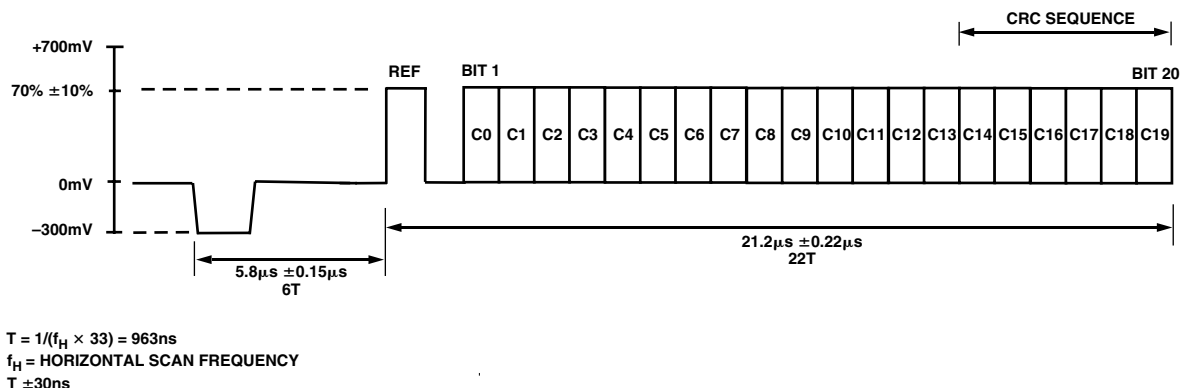 CRC SEQUENCE
+700mV
REF
BIT 1
BIT 20
70% ±10%
C0 C1 C2 C3 C4 C5 C6 C7 C8 C9 C10 C11 C12 C13 C14 C15 C16 C17 C18 C19
0mV
–300mV
21.2µs ±0.22µs
22T
5.8µs ±0.15µs
6T
T = 1/(fH × 33) = 963ns
fH = HORIZONTAL SCAN FREQUENCY
T ±30ns